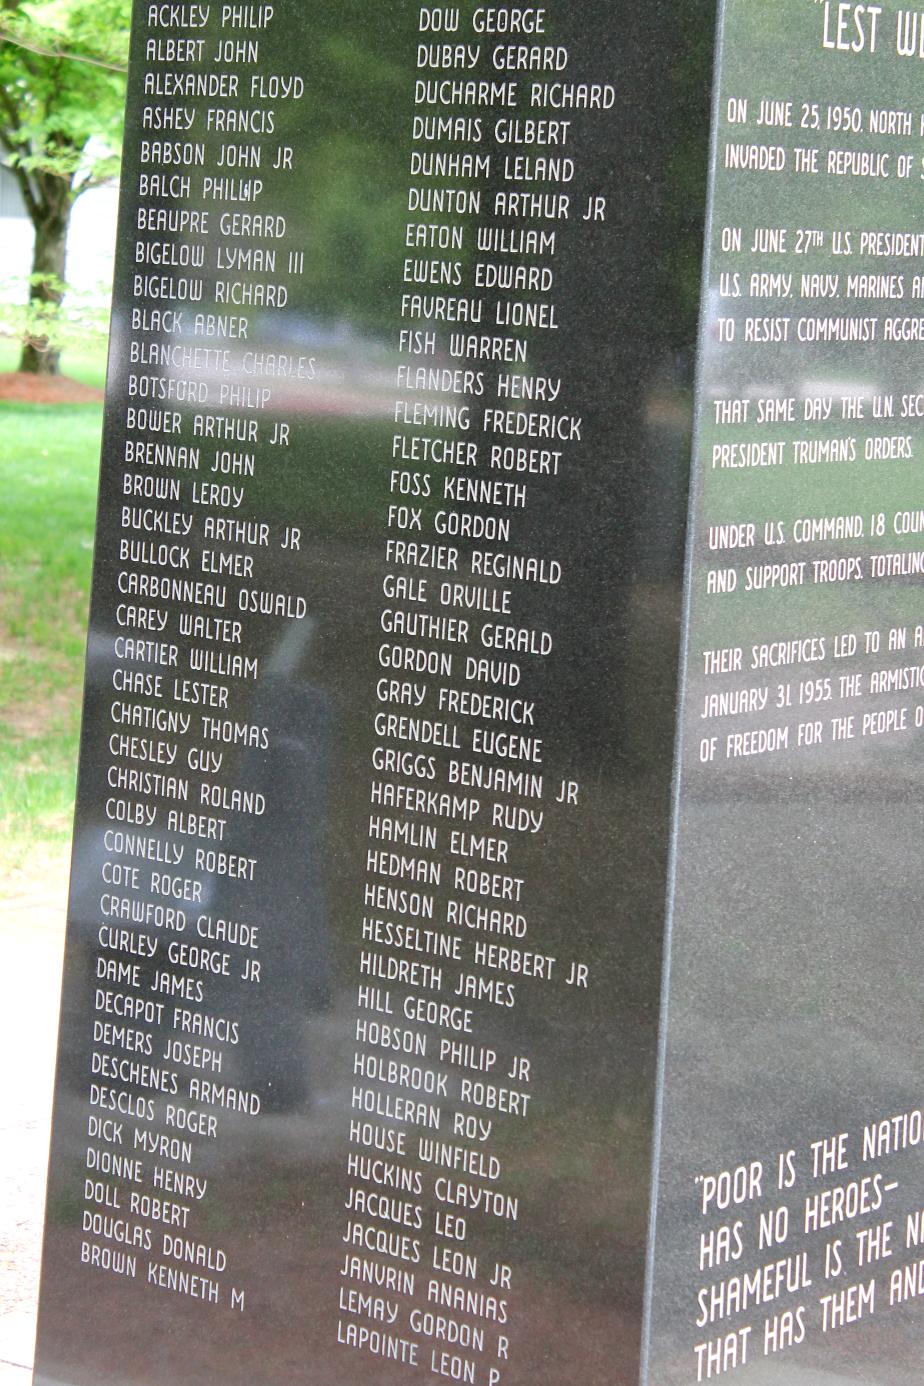 ACKLEY PHILIP
ALBERT JOHN
ALEXANDER FLOYD
ASHEY FRANCIS
BABSON JOHN JR
BALCH PHILLIP
BEAUPRE GERARD
BIGELOW LYMAN III
BIGELOW RICHARD
BLACK ABNER
BLANCHETTE CHARLES
BOTSFORD PHILIP
BOWER ARTHUR JR
BRENNAN JOHN
BROWN LEROY
BUCKLEY ARTHUR JR
BULLOCK ELMER
CARBONNEAU OSWALD
CAREY WALTER
CARTIER WILLIAM
CHASE LESTER
CHATIGNY THOMAS
CHESLEY GUY
CHRISTIAN ROLAND
COLBY ALBERT
CONNELLY ROBERT
COTE ROGER
CRAWFORD CLAUDE
CURLEY GEORGE JR
DAME JAMES
DECAPOT FRANCIS
DEMERS JOSEPH
DESCHENES ARMAND
DESCLOS ROGER
DICK MYRON
DIONNE HENRY
DOLL ROBERT
DOUGLAS DONALD
BROWN KENNETH M
DOW GEORGE
DUBAY GERARD
DUCHARME RICHARD
DUMAIS GILBERT
DUNHAM LELAND
DUNTON ARTHUR JR
EATON WILLIAM
EWENS EDWARD
FAVREAU LIONEL
FISH WARREN
FLANDERS HENRY
FLEMING FREDERICK
FLETCHER ROBERT
FOSS KENNETH
FOX GORDON
FRAZIER REGINALD
GALE ORVILLE
GAUTHIER GERALD
GORDON DAVID
GRAY FREDERICK
GRENDELL EUGENE
GRIGGS BENJAMIN JR
HAFERKAMP RUDY
HAMLIN ELMER
HEDMAN ROBERT
HENSON RICHARD
HESSELTINE HERBERT JR
HILDRETH JAMES
HILL GEORGE
HOBSON PHILIP JR
HOLBROOK ROBERT
HOLLERAN ROY
HOUSE WINFIELD
HUCKINS CLAYTON
JACQUES LEO
JACQUES LEON JR
JANVRIN ANANIAS
LEMAY GORDON R
LAPOINTE LEON P
"LEST WE
ON JUNE 25, 1950, NORTH
INVADED THE REPUBLIC OF
ON JUNE 27TH U.S. PRESIDENT
U.S. ARMY, NAVY, MARINES
TO RESIST COMMUNIST AGGRE
THAT SAME DAY THE U.N. SEC
PRESIDENT TRUMAN'S ORDERS.
UNDER U.S. COMMAND, 18 COUN
AND SUPPORT TROOPS, TOTALING
THEIR SACRIFICES LED TO AN A
JANUARY 31, 1955. THE ARMISTIC
OF FREEDOM FOR THE PEOPLE O
"POOR IS THE NATIO
HAS NO HEROES-
SHAMEFUL IS THE N
THAT HAS THEM AND